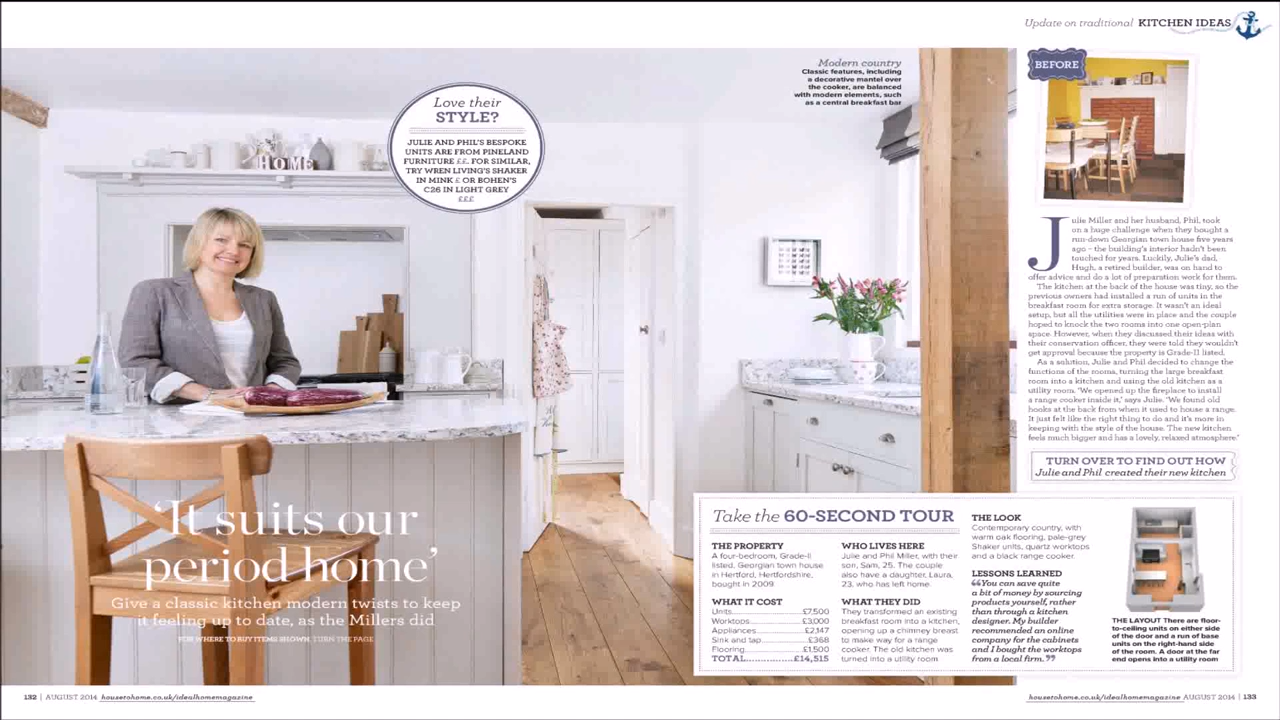 Update on traditional KITCHEN IDEAS
Modern country
Classic features, including
a decorative mantel over
the cooker, are balanced
with modern elements, such
as a central breakfast bar
BEFORE
Love their
STYLE?
JULIE AND PHIL'S BESPOKE
UNITS ARE FROM PINELAND
FURNITURE ££. FOR SIMILAR,
TRY WREN LIVING'S SHAKER
IN MINK £ OR BOHEN'S
C26 IN LIGHT GREY
£££
HOME
'It suits our
period home'
Give a classic kitchen modern twists to keep
it feeling up to date, as the Millers did
FOR WHERE TO BUY ITEMS SHOWN, TURN THE PAGE
Julie Miller and her husband, Phil, took
on a huge challenge when they bought a
run-down Georgian town house five years
ago – the building's interior hadn't been
touched for years. Luckily, Julie's dad,
Hugh, a retired builder, was on hand to
offer advice and do a lot of preparation work for them.
The kitchen at the back of the house was tiny, so the
previous owners had installed a run of units in the
breakfast room for extra storage. It wasn't an ideal
setup, but all the utilities were in place and the couple
hoped to knock the two rooms into one open-plan
space. However, when they discussed their ideas with
their conservation officer, they were told they wouldn't
get approval because the property is Grade-II listed.
As a solution, Julie and Phil decided to change the
functions of the rooms, turning the large breakfast
room into a kitchen and using the old kitchen as a
utility room. 'We opened up the fireplace to install
a range cooker inside it,' says Julie. 'We found old
hooks at the back from when it used to house a range.
It just felt like the right thing to do and it's more in
keeping with the style of the house. The new kitchen
feels much bigger and has a lovely, relaxed atmosphere.'
TURN OVER TO FIND OUT HOW
Julie and Phil created their new kitchen
Take the 60-SECOND TOUR
THE PROPERTY
A four-bedroom, Grade-II
listed, Georgian town house
in Hertford, Hertfordshire,
bought in 2009
WHAT IT COST
Units....................£7,500
Worktops....................£3,000
Appliances....................£2,147
Sink and tap....................£368
Flooring....................£1,500
TOTAL....................£14,515
WHO LIVES HERE
Julie and Phil Miller, with their
son, Sam, 25. The couple
also have a daughter, Laura,
23, who has left home.
WHAT THEY DID
They transformed an existing
breakfast room into a kitchen,
opening up a chimney breast
to make way for a range
cooker. The old kitchen was
turned into a utility room
THE LOOK
Contemporary country, with
warm oak flooring, pale-grey
Shaker units, quartz worktops
and a black range cooker.
LESSONS LEARNED
“You can save quite
a bit of money by sourcing
products yourself, rather
than through a kitchen
designer. My builder
recommended an online
company for the cabinets
and I bought the worktops
from a local firm.”
THE LAYOUT There are floor-
to-ceiling units on either side
of the door and a run of base
units on the right-hand side
of the room. A door at the far
end opens into a utility room
132 | AUGUST 2014 housetohome.co.uk/idealhomemagazine
housetohome.co.uk/idealhomemagazine AUGUST 2014 | 133